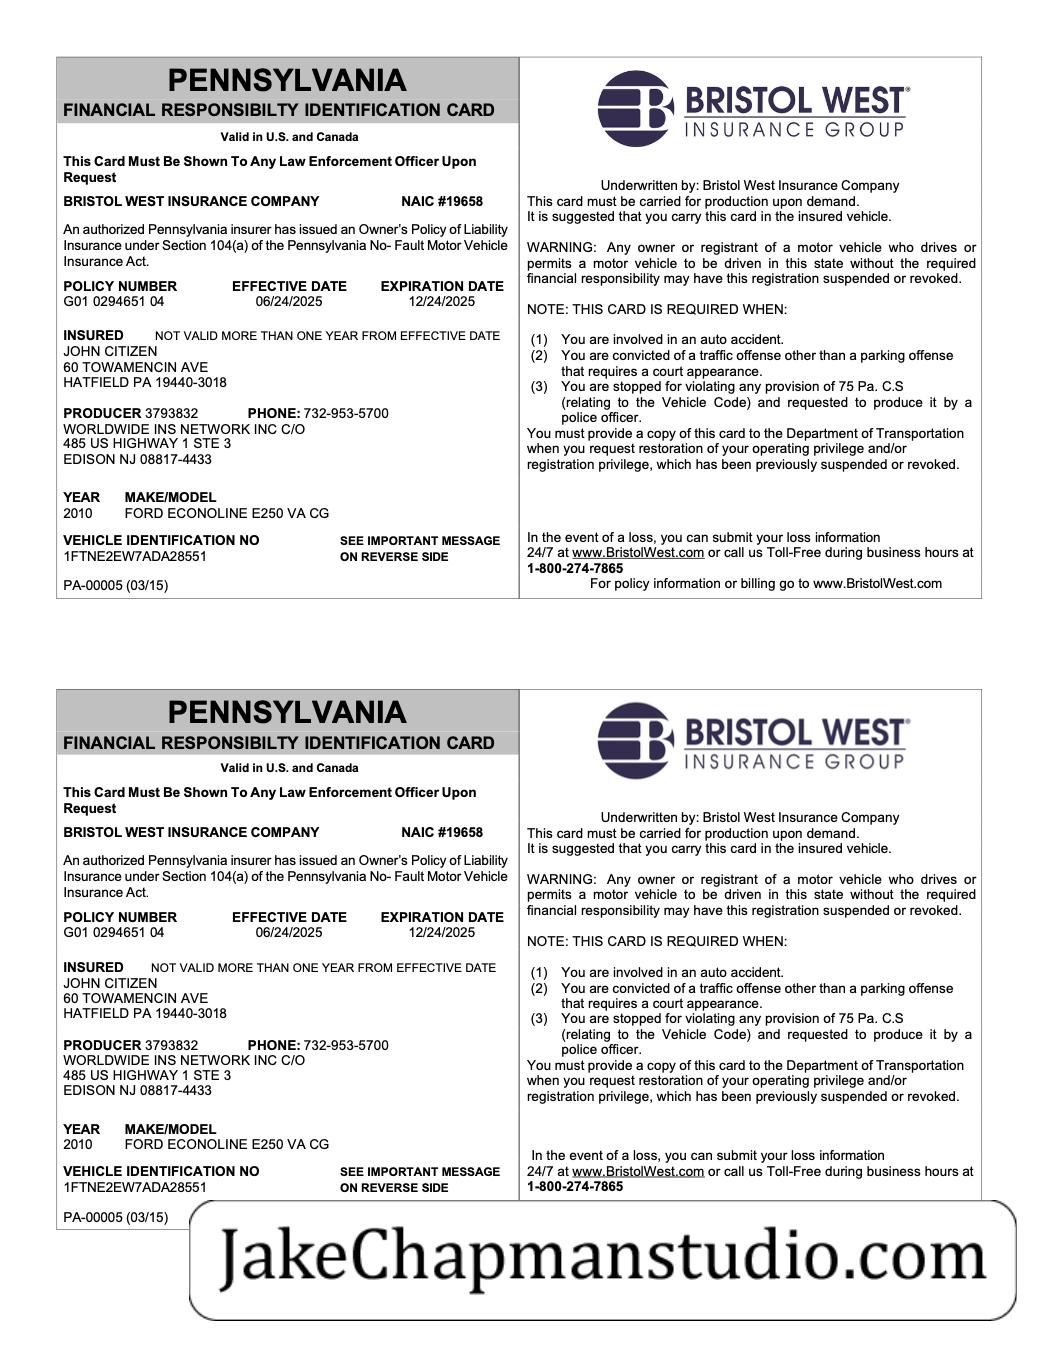 PENNSYLVANIA
FINANCIAL RESPONSIBILTY IDENTIFICATION CARD
Valid in U.S. and Canada
This Card Must Be Shown To Any Law Enforcement Officer Upon
Request
BRISTOL WEST INSURANCE COMPANY NAIC #19658
An authorized Pennsylvania insurer has issued an Owner's Policy of Liability
Insurance under Section 104(a) of the Pennsylvania No- Fault Motor Vehicle
Insurance Act.
POLICY NUMBER EFFECTIVE DATE EXPIRATION DATE
G01 0294651 04 06/24/2025 12/24/2025
INSURED NOT VALID MORE THAN ONE YEAR FROM EFFECTIVE DATE
JOHN CITIZEN
60 TOWAMENCIN AVE
HATFIELD PA 19440-3018
PRODUCER 3793832 PHONE: 732-953-5700
WORLDWIDE INS NETWORK INC C/O
485 US HIGHWAY 1 STE 3
EDISON NJ 08817-4433
YEAR MAKE/MODEL
2010 FORD ECONOLINE E250 VA CG
VEHICLE IDENTIFICATION NO SEE IMPORTANT MESSAGE
1FTNE2EW7ADA28551 ON REVERSE SIDE
PA-00005 (03/15)
BRISTOL WEST®
INSURANCE GROUP
Underwritten by: Bristol West Insurance Company
This card must be carried for production upon demand.
It is suggested that you carry this card in the insured vehicle.
WARNING: Any owner or registrant of a motor vehicle who drives or
permits a motor vehicle to be driven in this state without the required
financial responsibility may have this registration suspended or revoked.
NOTE: THIS CARD IS REQUIRED WHEN:
(1) You are involved in an auto accident.
(2) You are convicted of a traffic offense other than a parking offense
that requires a court appearance.
(3) You are stopped for violating any provision of 75 Pa. C.S
(relating to the Vehicle Code) and requested to produce it by a
police officer.
You must provide a copy of this card to the Department of Transportation
when you request restoration of your operating privilege and/or
registration privilege, which has been previously suspended or revoked.
In the event of a loss, you can submit your loss information
24/7 at www.BristolWest.com or call us Toll-Free during business hours at
1-800-274-7865
For policy information or billing go to www.BristolWest.com
PENNSYLVANIA
FINANCIAL RESPONSIBILTY IDENTIFICATION CARD
Valid in U.S. and Canada
This Card Must Be Shown To Any Law Enforcement Officer Upon
Request
BRISTOL WEST INSURANCE COMPANY NAIC #19658
An authorized Pennsylvania insurer has issued an Owner's Policy of Liability
Insurance under Section 104(a) of the Pennsylvania No- Fault Motor Vehicle
Insurance Act.
POLICY NUMBER EFFECTIVE DATE EXPIRATION DATE
G01 0294651 04 06/24/2025 12/24/2025
INSURED NOT VALID MORE THAN ONE YEAR FROM EFFECTIVE DATE
JOHN CITIZEN
60 TOWAMENCIN AVE
HATFIELD PA 19440-3018
PRODUCER 3793832 PHONE: 732-953-5700
WORLDWIDE INS NETWORK INC C/O
485 US HIGHWAY 1 STE 3
EDISON NJ 08817-4433
YEAR MAKE/MODEL
2010 FORD ECONOLINE E250 VA CG
VEHICLE IDENTIFICATION NO SEE IMPORTANT MESSAGE
1FTNE2EW7ADA28551 ON REVERSE SIDE
PA-00005 (03/15)
BRISTOL WEST®
INSURANCE GROUP
Underwritten by: Bristol West Insurance Company
This card must be carried for production upon demand.
It is suggested that you carry this card in the insured vehicle.
WARNING: Any owner or registrant of a motor vehicle who drives or
permits a motor vehicle to be driven in this state without the required
financial responsibility may have this registration suspended or revoked.
NOTE: THIS CARD IS REQUIRED WHEN:
(1) You are involved in an auto accident.
(2) You are convicted of a traffic offense other than a parking offense
that requires a court appearance.
(3) You are stopped for violating any provision of 75 Pa. C.S
(relating to the Vehicle Code) and requested to produce it by a
police officer.
You must provide a copy of this card to the Department of Transportation
when you request restoration of your operating privilege and/or
registration privilege, which has been previously suspended or revoked.
In the event of a loss, you can submit your loss information
24/7 at www.BristolWest.com or call us Toll-Free during business hours at
1-800-274-7865
JakeChapmanstudio.com